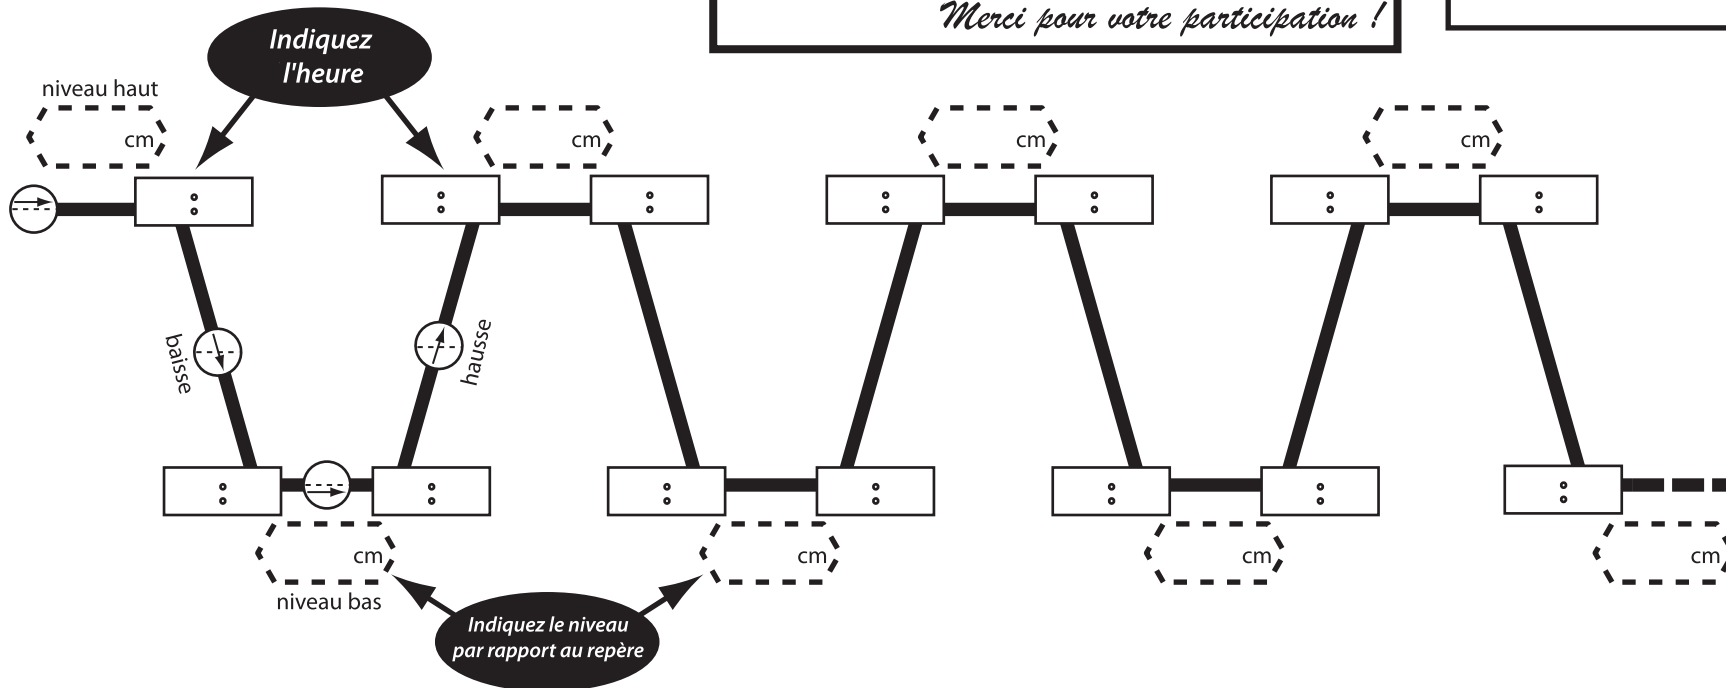 Merci pour votre participation !
Indiquez
l'heure
niveau haut
cm
cm
cm
cm
:
:
:
:
:
:
:
baisse
hausse
:
:
:
:
:
:
:
cm
cm
cm
cm
niveau bas
Indiquez le niveau
par rapport au repère